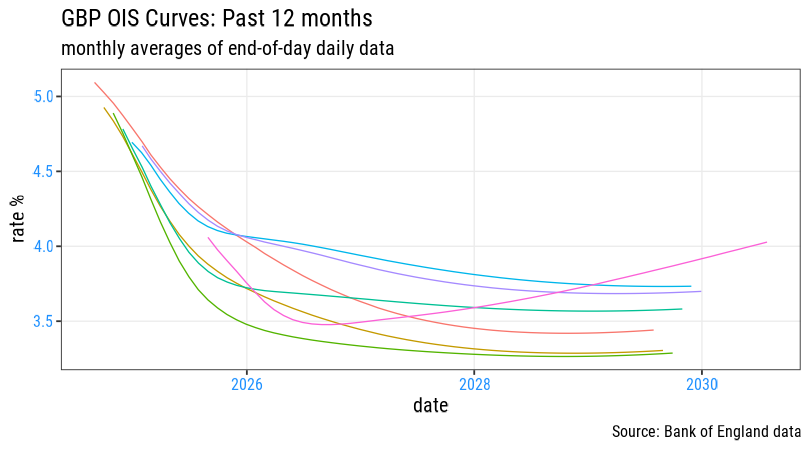 GBP OIS Curves: Past 12 months
monthly averages of end-of-day daily data
rate %
5.0
4.5
4.0
3.5
2026
2028
2030
date
Source: Bank of England data